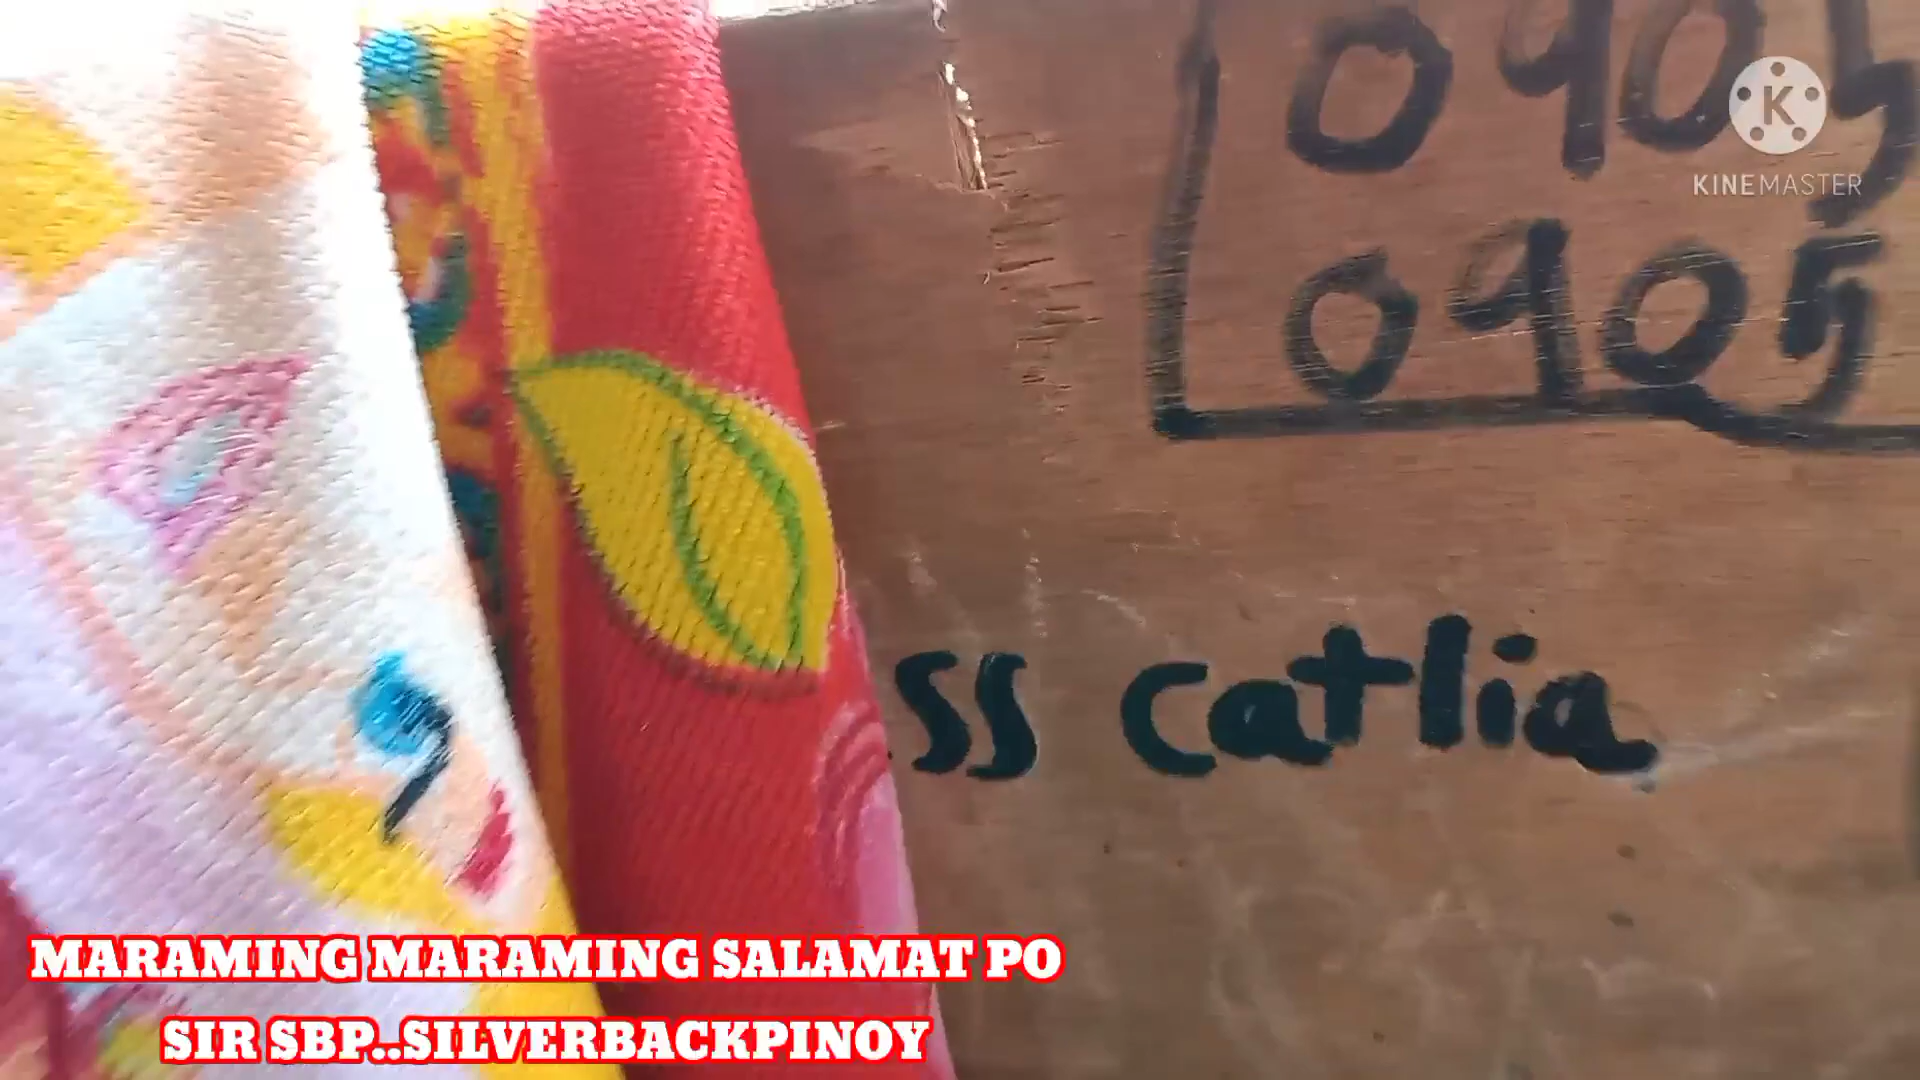 0905
KINEMASTER
0905
ss catlia
MARAMING MARAMING SALAMAT PO
SIR SBP..SILVERBACKPINOY